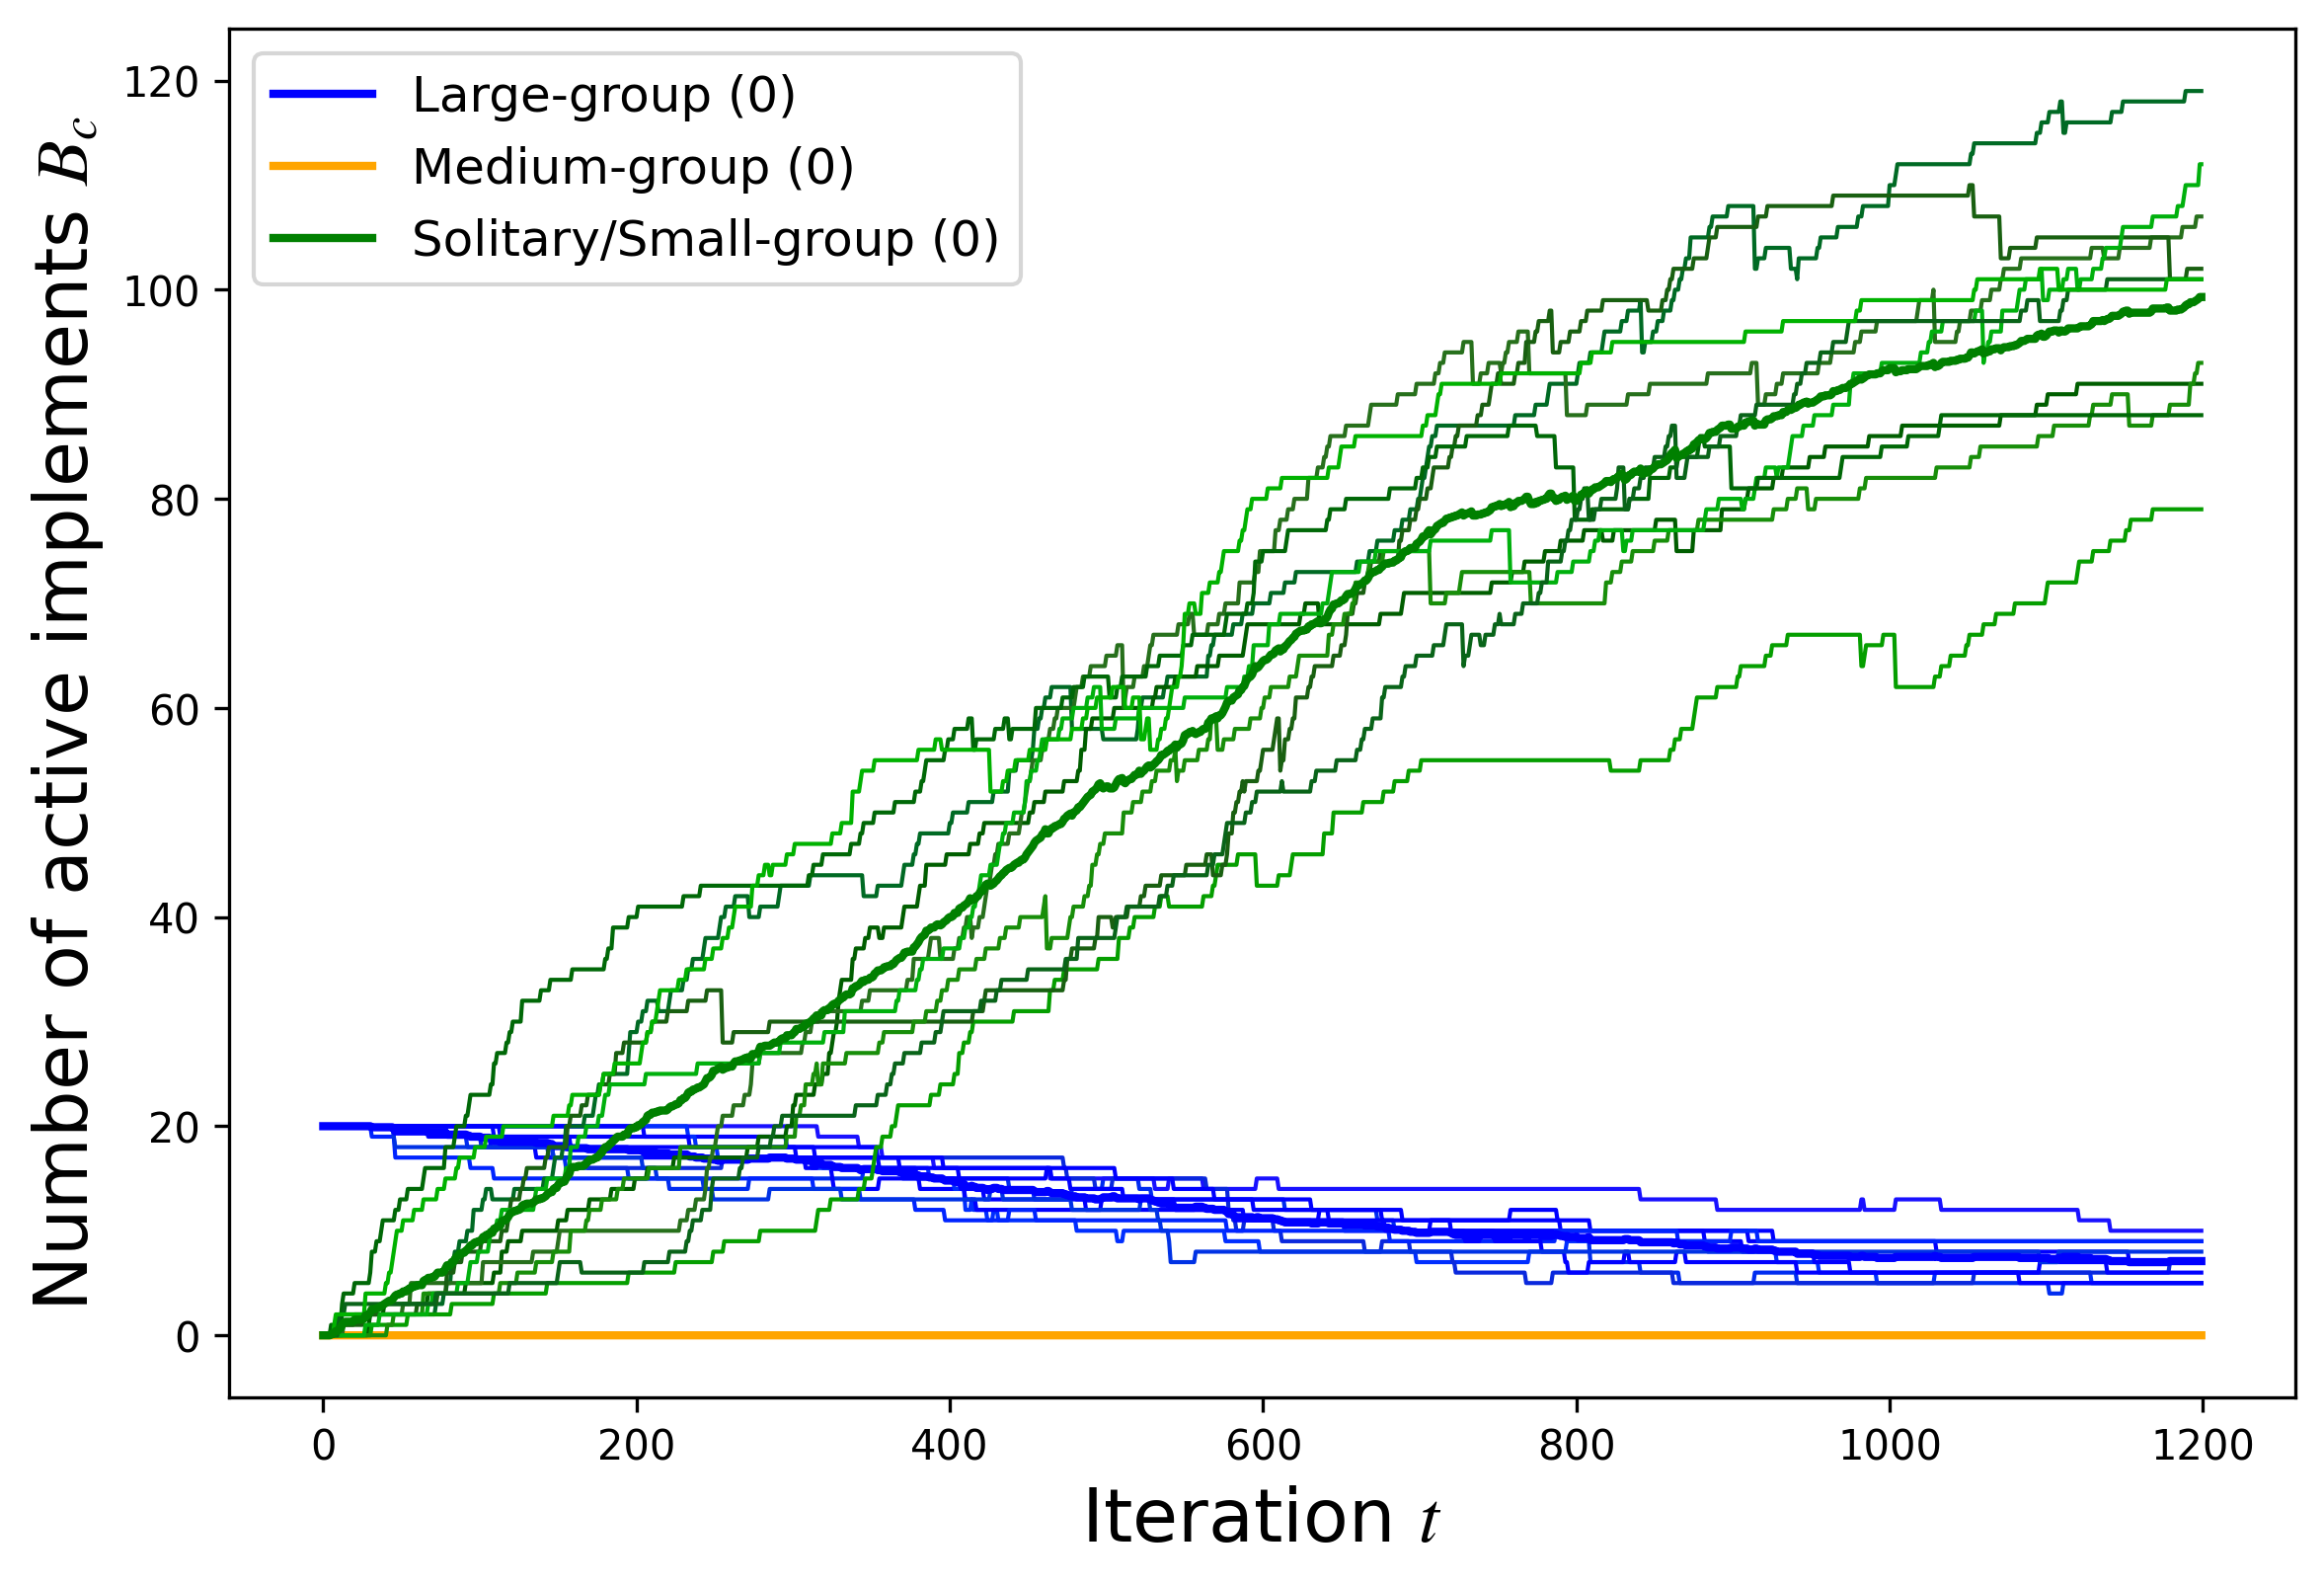 Large-group (0)
Medium-group (0)
Solitary/Small-group (0)
Number of active implements B_c
120
100
80
60
40
20
0
0 200 400 600 800 1000 1200
Iteration t